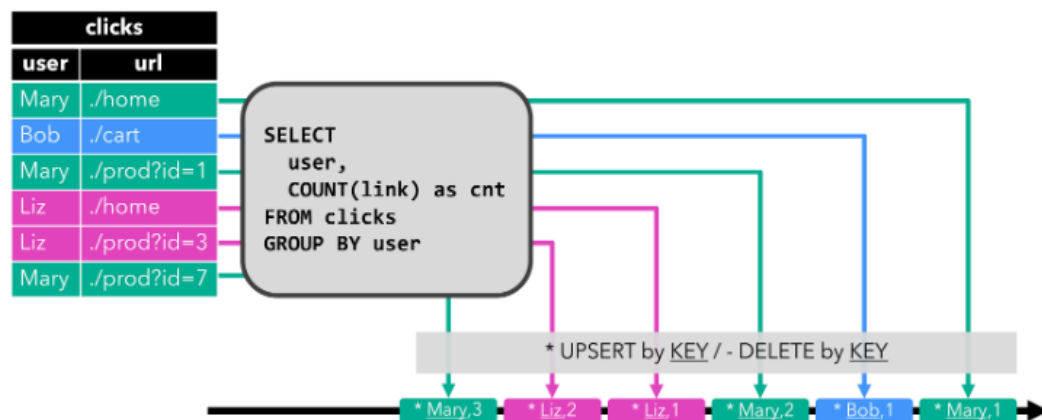 clicks
user url
Mary ./home
Bob ./cart
Mary ./prod?id=1
Liz ./home
Liz ./prod?id=3
Mary ./prod?id=7
SELECT
user,
COUNT(link) as cnt
FROM clicks
GROUP BY user
* UPSERT by KEY / - DELETE by KEY
* Mary,3 * Liz,2 * Liz,1 * Mary,2 * Bob,1 * Mary,1